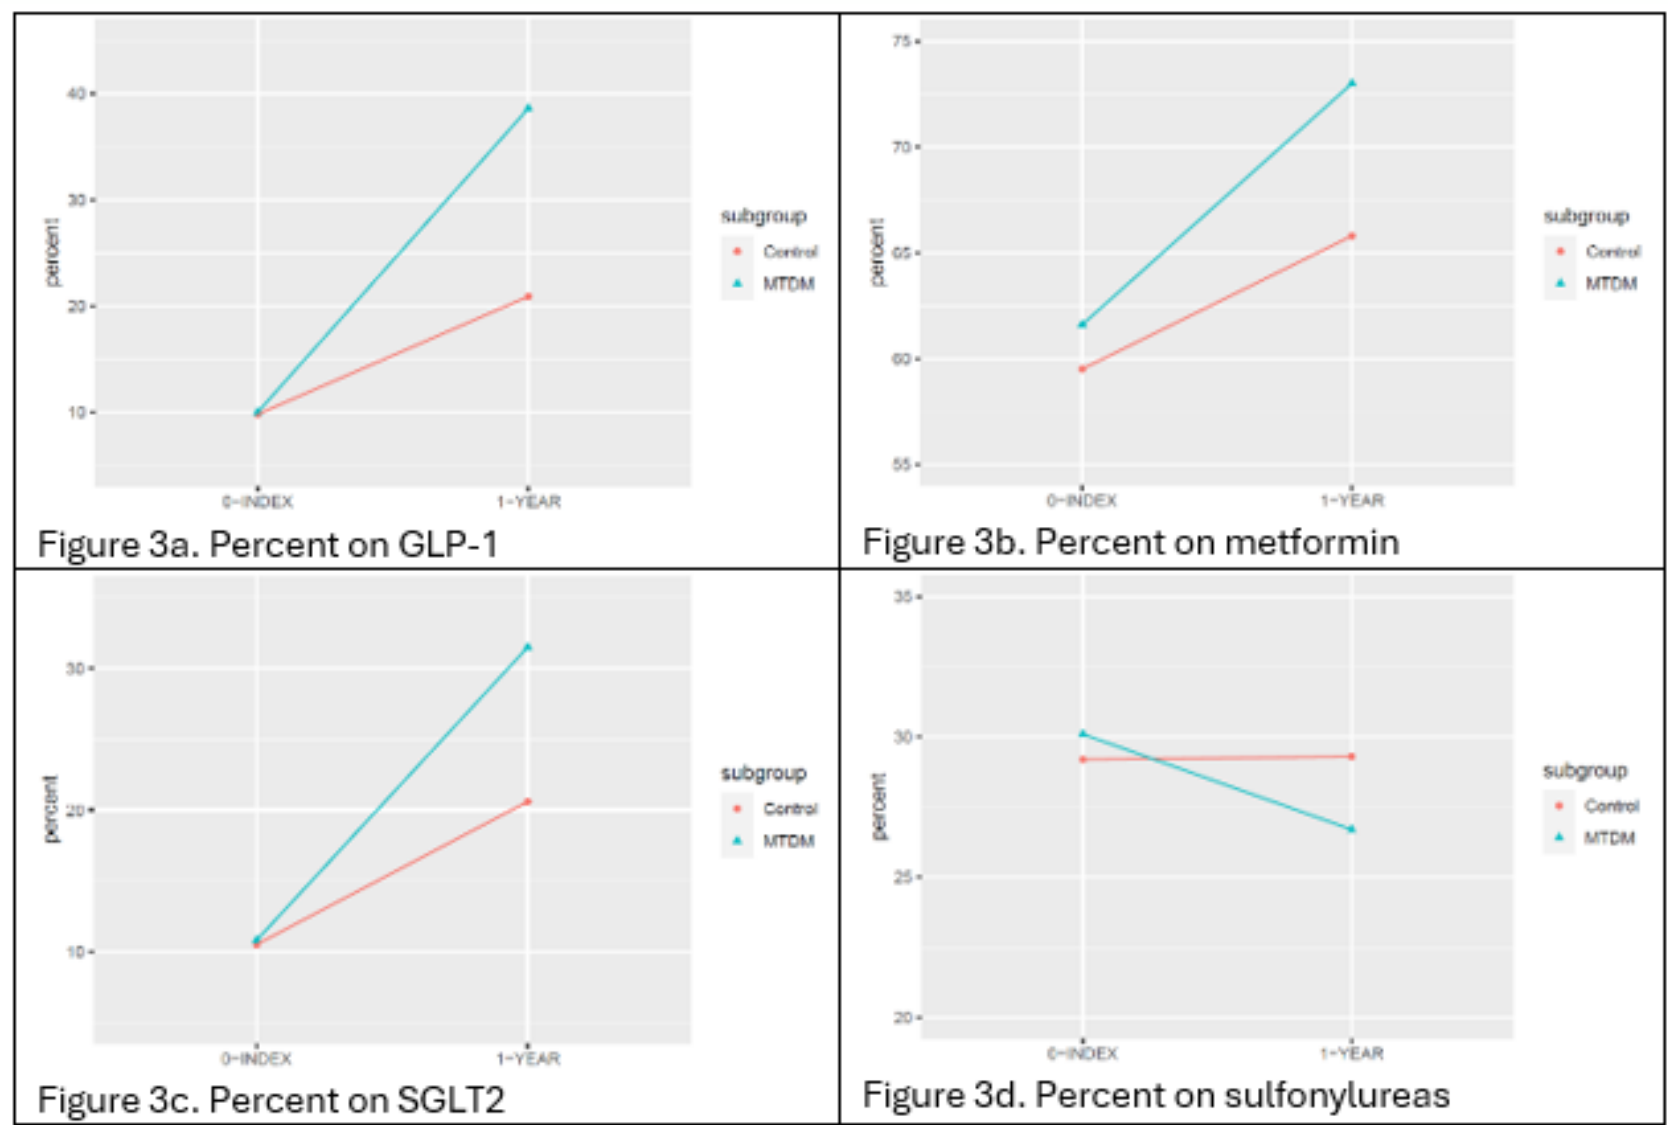 40
30
20
10
percent
0-INDEX
1-YEAR
subgroup
Control
MTDM
Figure 3a. Percent on GLP-1
75
70
65
60
55
percent
0-INDEX
1-YEAR
subgroup
Control
MTDM
Figure 3b. Percent on metformin
30
20
10
percent
0-INDEX
1-YEAR
subgroup
Control
MTDM
Figure 3c. Percent on SGLT2
35
30
25
20
percent
0-INDEX
1-YEAR
subgroup
Control
MTDM
Figure 3d. Percent on sulfonylureas